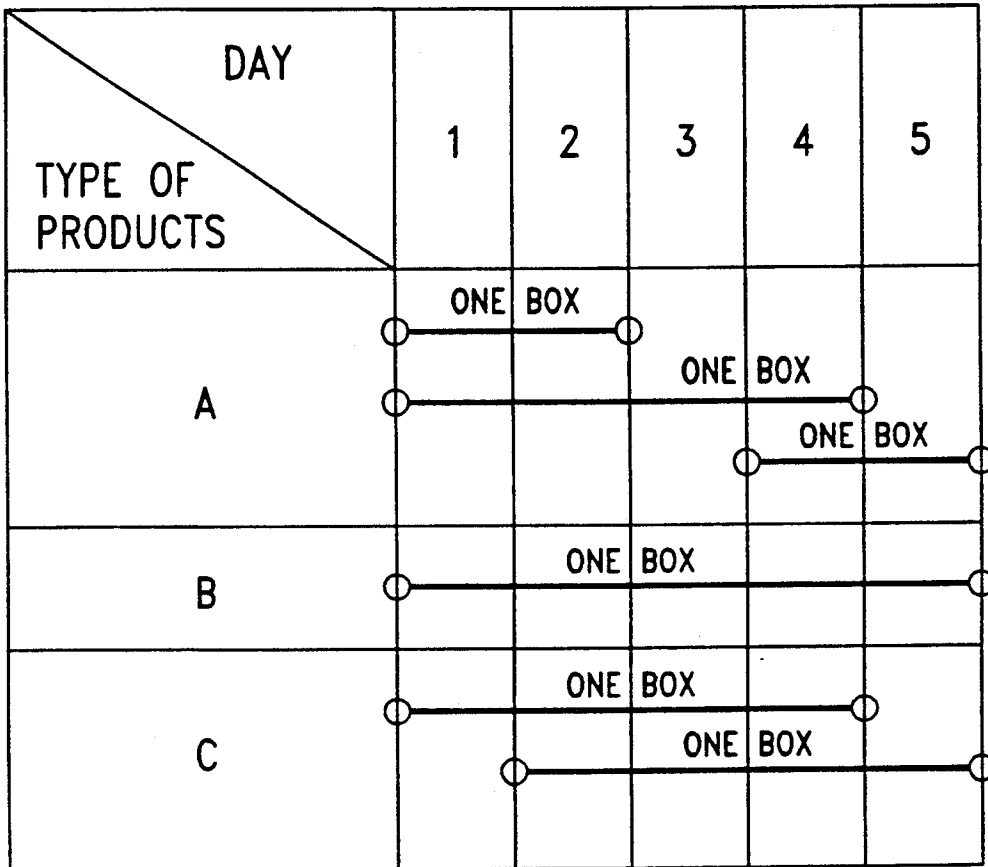 DAY
TYPE OF
PRODUCTS
1 2 3 4 5
ONE BOX
ONE BOX
A
ONE BOX
ONE BOX
B
ONE BOX
ONE BOX
C